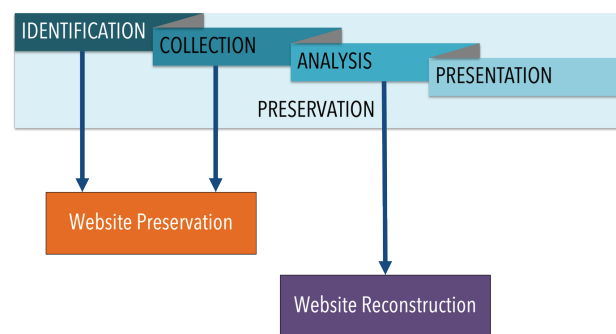 IDENTIFICATION
COLLECTION
ANALYSIS
PRESENTATION
PRESERVATION
Website Preservation
Website Reconstruction